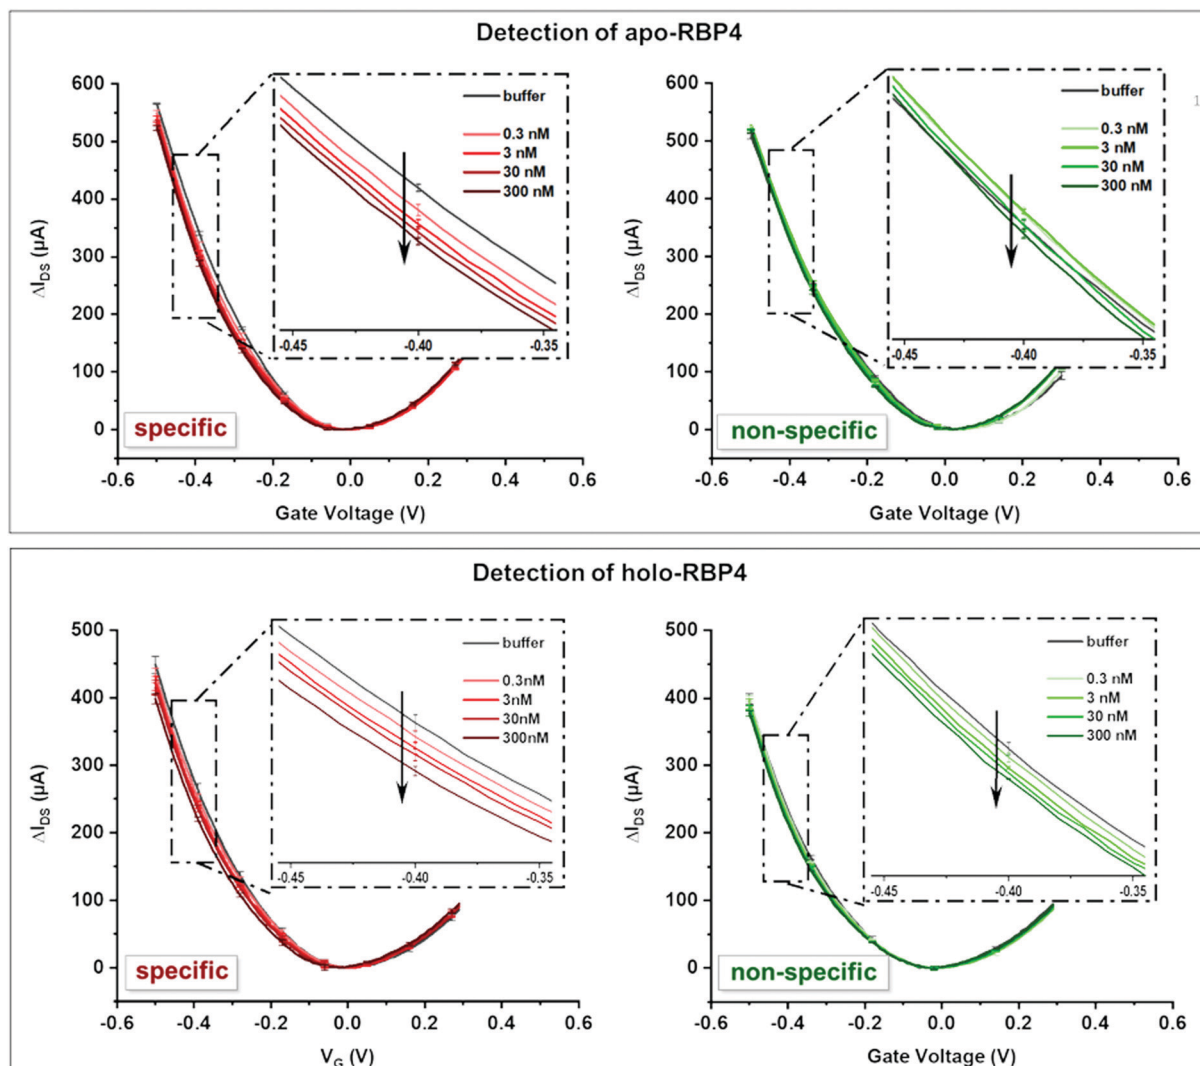 Detection of apo-RBP4
600
500
400
300
200
100
0
ΔI_DS (µA)
-0.6
-0.4
-0.2
0.0
0.2
0.4
0.6
Gate Voltage (V)
specific
buffer
0.3 nM
3 nM
30 nM
300 nM
-0.45
-0.40
-0.35
600
500
400
300
200
100
0
ΔI_DS (µA)
-0.6
-0.4
-0.2
0.0
0.2
0.4
0.6
Gate Voltage (V)
non-specific
buffer
0.3 nM
3 nM
30 nM
300 nM
-0.45
-0.40
-0.35
1
Detection of holo-RBP4
500
400
300
200
100
0
ΔI_DS (µA)
-0.6
-0.4
-0.2
0.0
0.2
0.4
0.6
V_G (V)
specific
buffer
0.3nM
3nM
30nM
300nM
-0.45
-0.40
-0.35
500
400
300
200
100
0
ΔI_DS (µA)
-0.6
-0.4
-0.2
0.0
0.2
0.4
0.6
Gate Voltage (V)
non-specific
buffer
0.3 nM
3 nM
30 nM
300 nM
-0.45
-0.40
-0.35